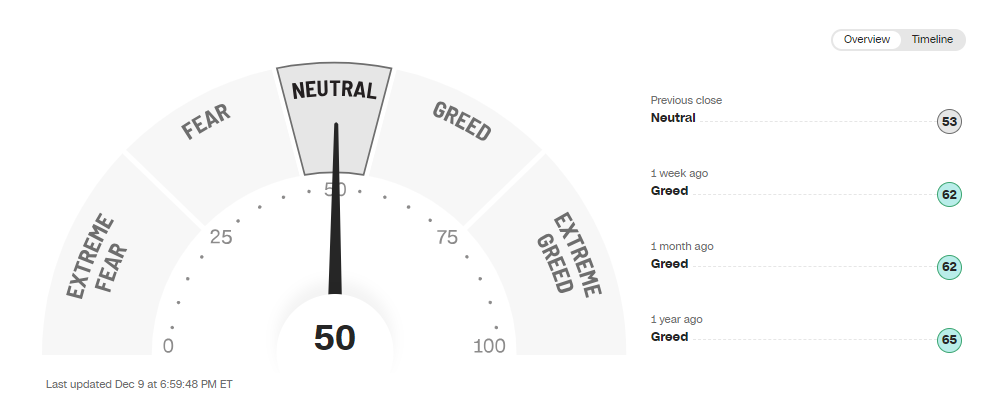 Overview
Timeline
NEUTRAL
FEAR
GREED
EXTREME
FEAR
EXTREME
GREED
0
25
50
75
100
50
Last updated Dec 9 at 6:59:48 PM ET
Previous close
Neutral 53
1 week ago
Greed 62
1 month ago
Greed 62
1 year ago
Greed 65